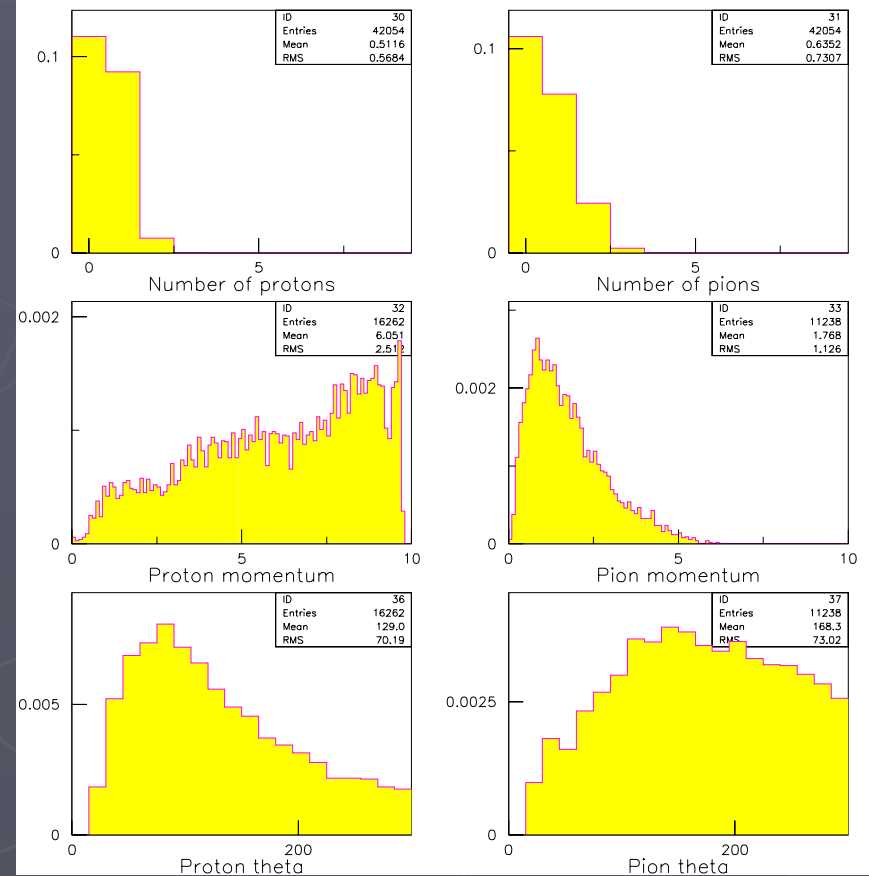 ID 30
Entries 42054
Mean 0.5116
RMS 0.5684
0.1
0
0 5
Number of protons
ID 31
Entries 42054
Mean 0.6352
RMS 0.7307
0.1
0
0 5
Number of pions
ID 32
Entries 16262
Mean 6.051
RMS 2.512
0.002
0
0 5 10
Proton momentum
ID 33
Entries 11238
Mean 1.768
RMS 1.126
0.002
0
0 5 10
Pion momentum
ID 36
Entries 16262
Mean 129.0
RMS 70.19
0.005
0
0 200
Proton theta
ID 37
Entries 11238
Mean 168.3
RMS 73.02
0.0025
0
0 200
Pion theta